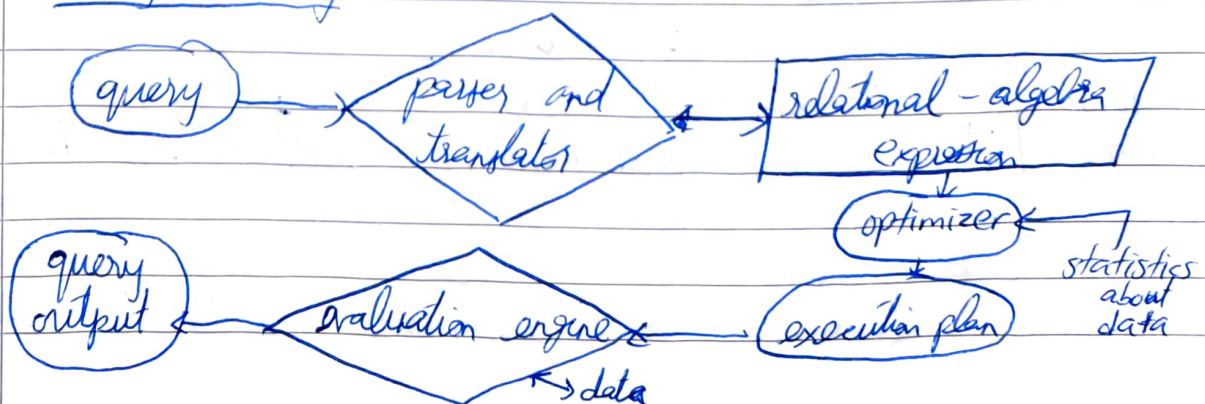 query
parser and
translator
relational - algebra
expression
optimizer
statistics
about
data
execution plan
evaluation engine
data
query
output